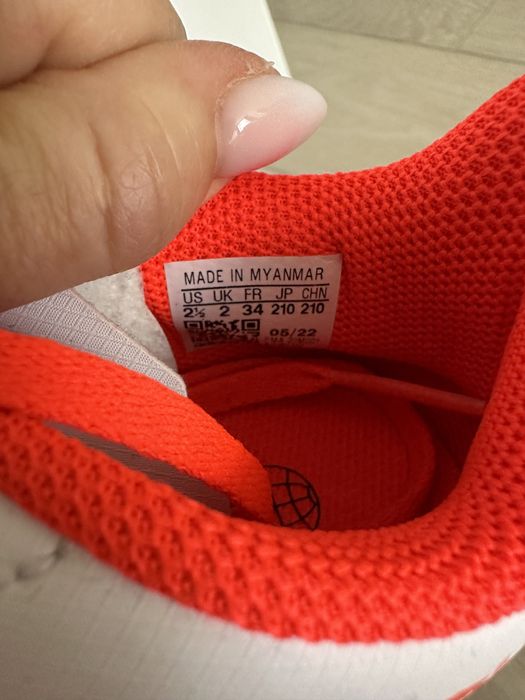 MADE IN MYANMAR
US UK FR JP CHN
2½ 2 34 210 210
05/22